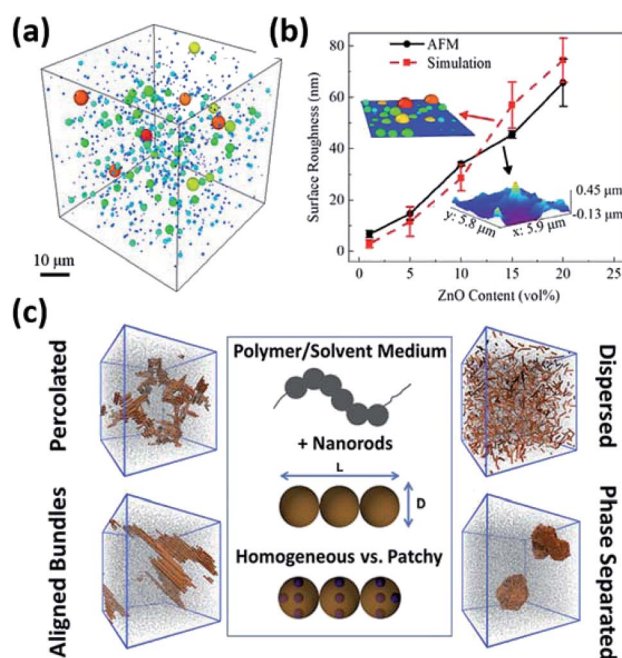 (a)
10 μm
(b)
AFM
Simulation
Surface Roughness (nm)
80
60
40
20
0
0.45 μm
-0.13 μm
y: 5.8 μm
x: 5.9 μm
0
5
10
15
20
25
ZnO Content (vol%)
(c)
Percolated
Aligned Bundles
Polymer/Solvent Medium
+ Nanorods
L
D
Homogeneous vs. Patchy
Dispersed
Phase Separated